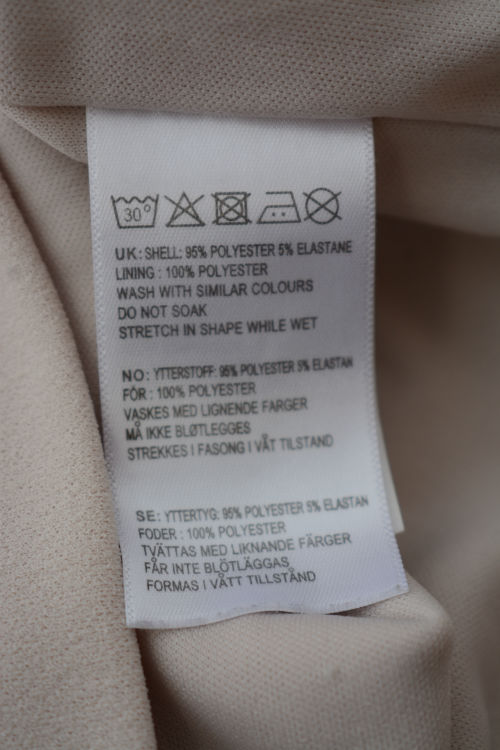 30°
UK: SHELL: 95% POLYESTER 5% ELASTANE
LINING : 100% POLYESTER
WASH WITH SIMILAR COLOURS
DO NOT SOAK
STRETCH IN SHAPE WHILE WET
NO: YTTERSTOFF: 95% POLYESTER 5% ELASTAN
FÓR : 100% POLYESTER
VASKES MED LIGNENDE FARGER
MÅ IKKE BLØTLEGGES
STREKKES I FASONG I VÅT TILSTAND
SE: YTTERTYG: 95% POLYESTER 5% ELASTAN
FODER : 100% POLYESTER
TVÄTTAS MED LIKNANDE FÄRGER
FÅR INTE BLÖTLÄGGAS
FORMAS I VÅTT TILLSTÅND